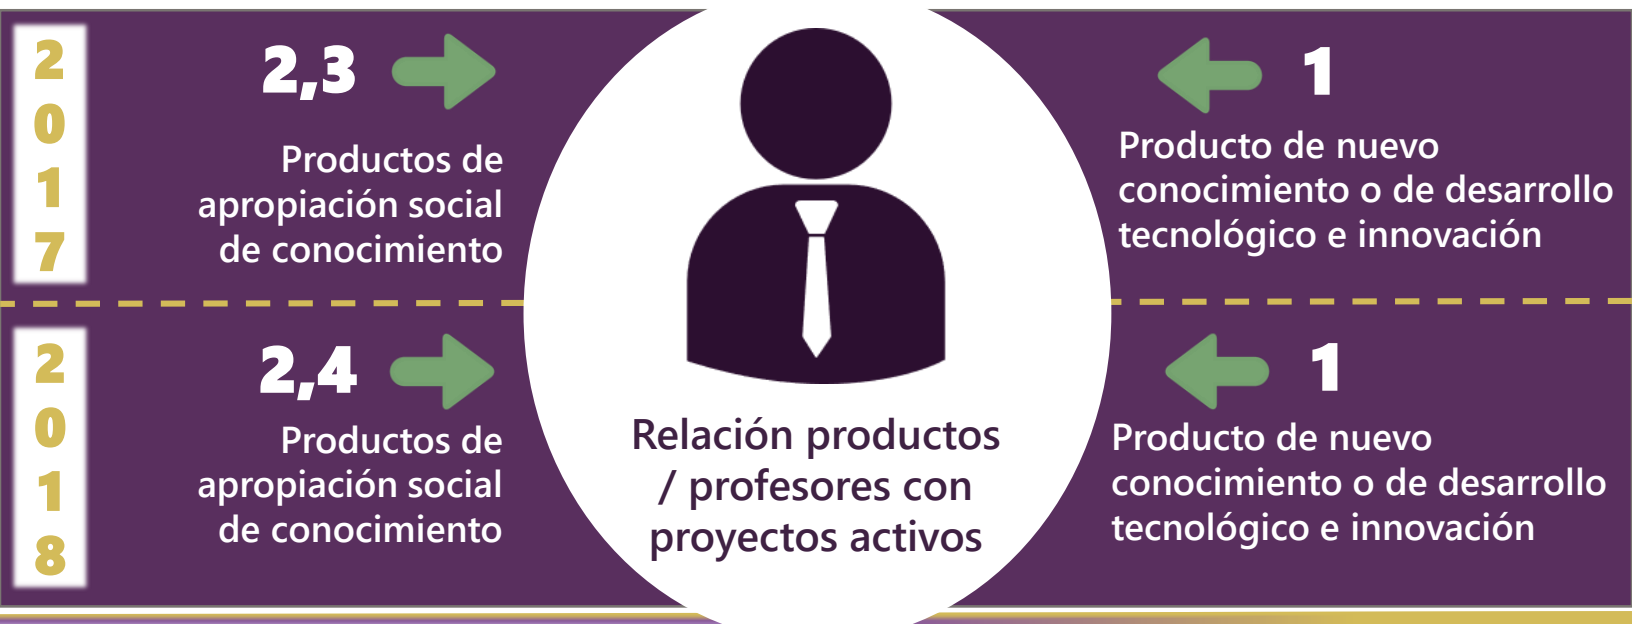 2017
2,3
Productos de
apropiación social
de conocimiento
1
Producto de nuevo
conocimiento o de desarrollo
tecnológico e innovación
2018
2,4
Productos de
apropiación social
de conocimiento
1
Producto de nuevo
conocimiento o de desarrollo
tecnológico e innovación
Relación productos
/ profesores con
proyectos activos